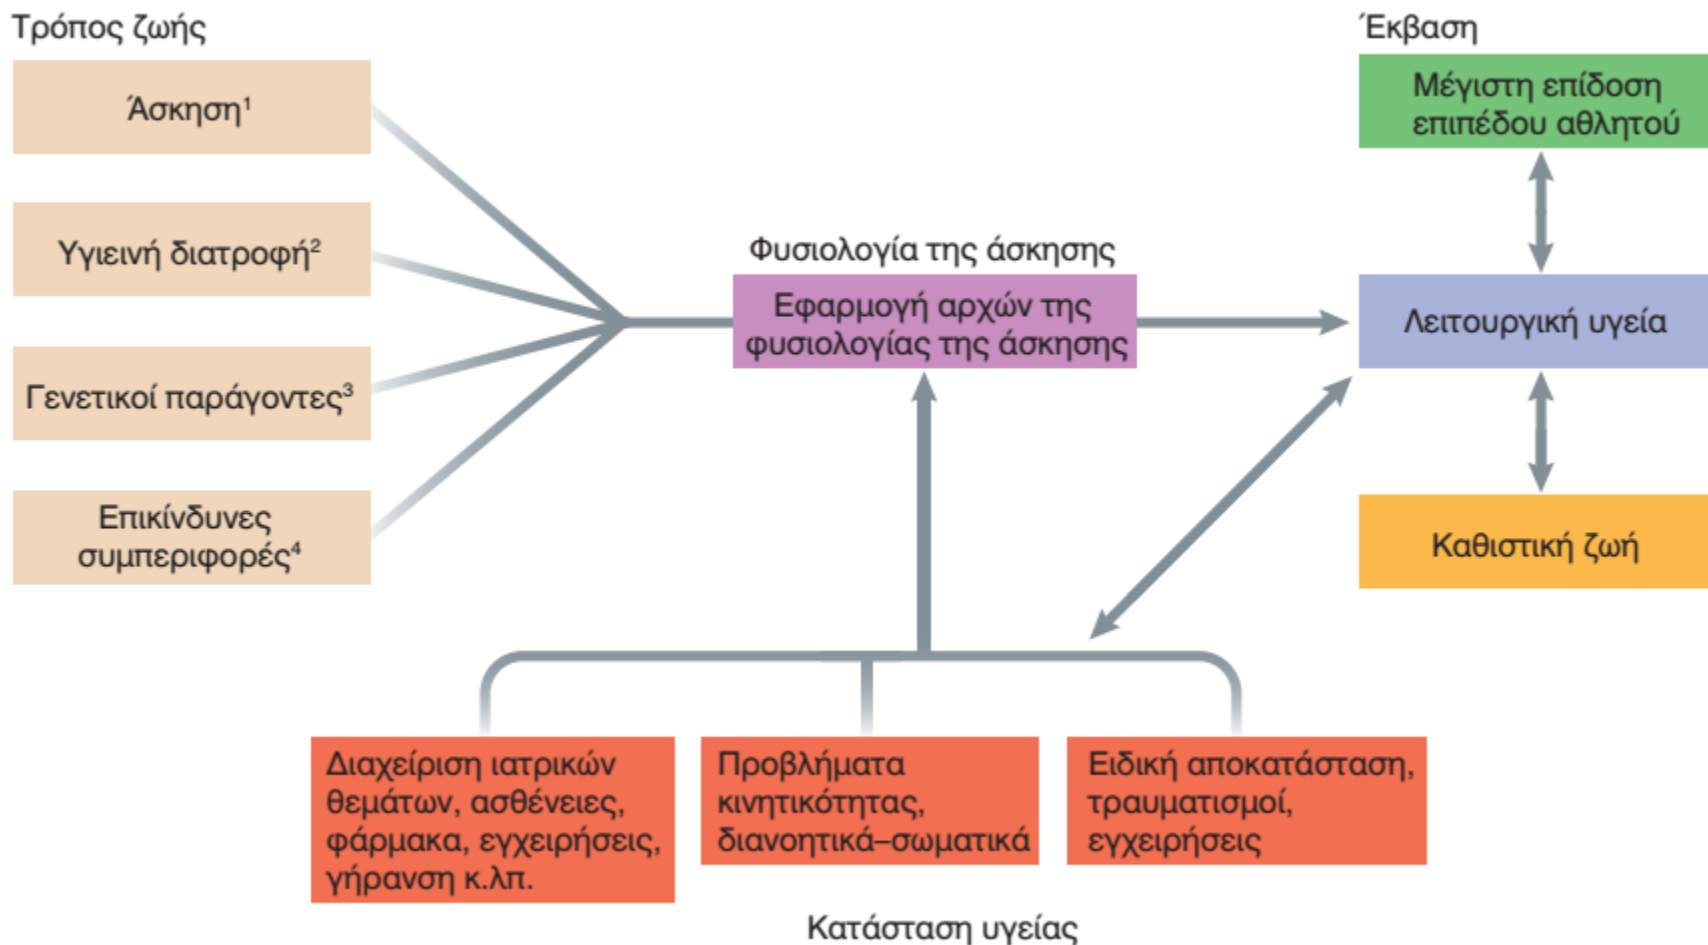 Τρόπος ζωής
Άσκηση¹
Υγιεινή διατροφή²
Γενετικοί παράγοντες³
Επικίνδυνες
συμπεριφορές⁴
Φυσιολογία της άσκησης
Εφαρμογή αρχών της
φυσιολογίας της άσκησης
Έκβαση
Μέγιστη επίδοση
επιπέδου αθλητού
Λειτουργική υγεία
Καθιστική ζωή
Διαχείριση ιατρικών
θεμάτων, ασθένειες,
φάρμακα, εγχειρήσεις,
γήρανση κ.λπ.
Προβλήματα
κινητικότητας,
διανοητικά–σωματικά
Ειδική αποκατάσταση,
τραυματισμοί,
εγχειρήσεις
Κατάσταση υγείας